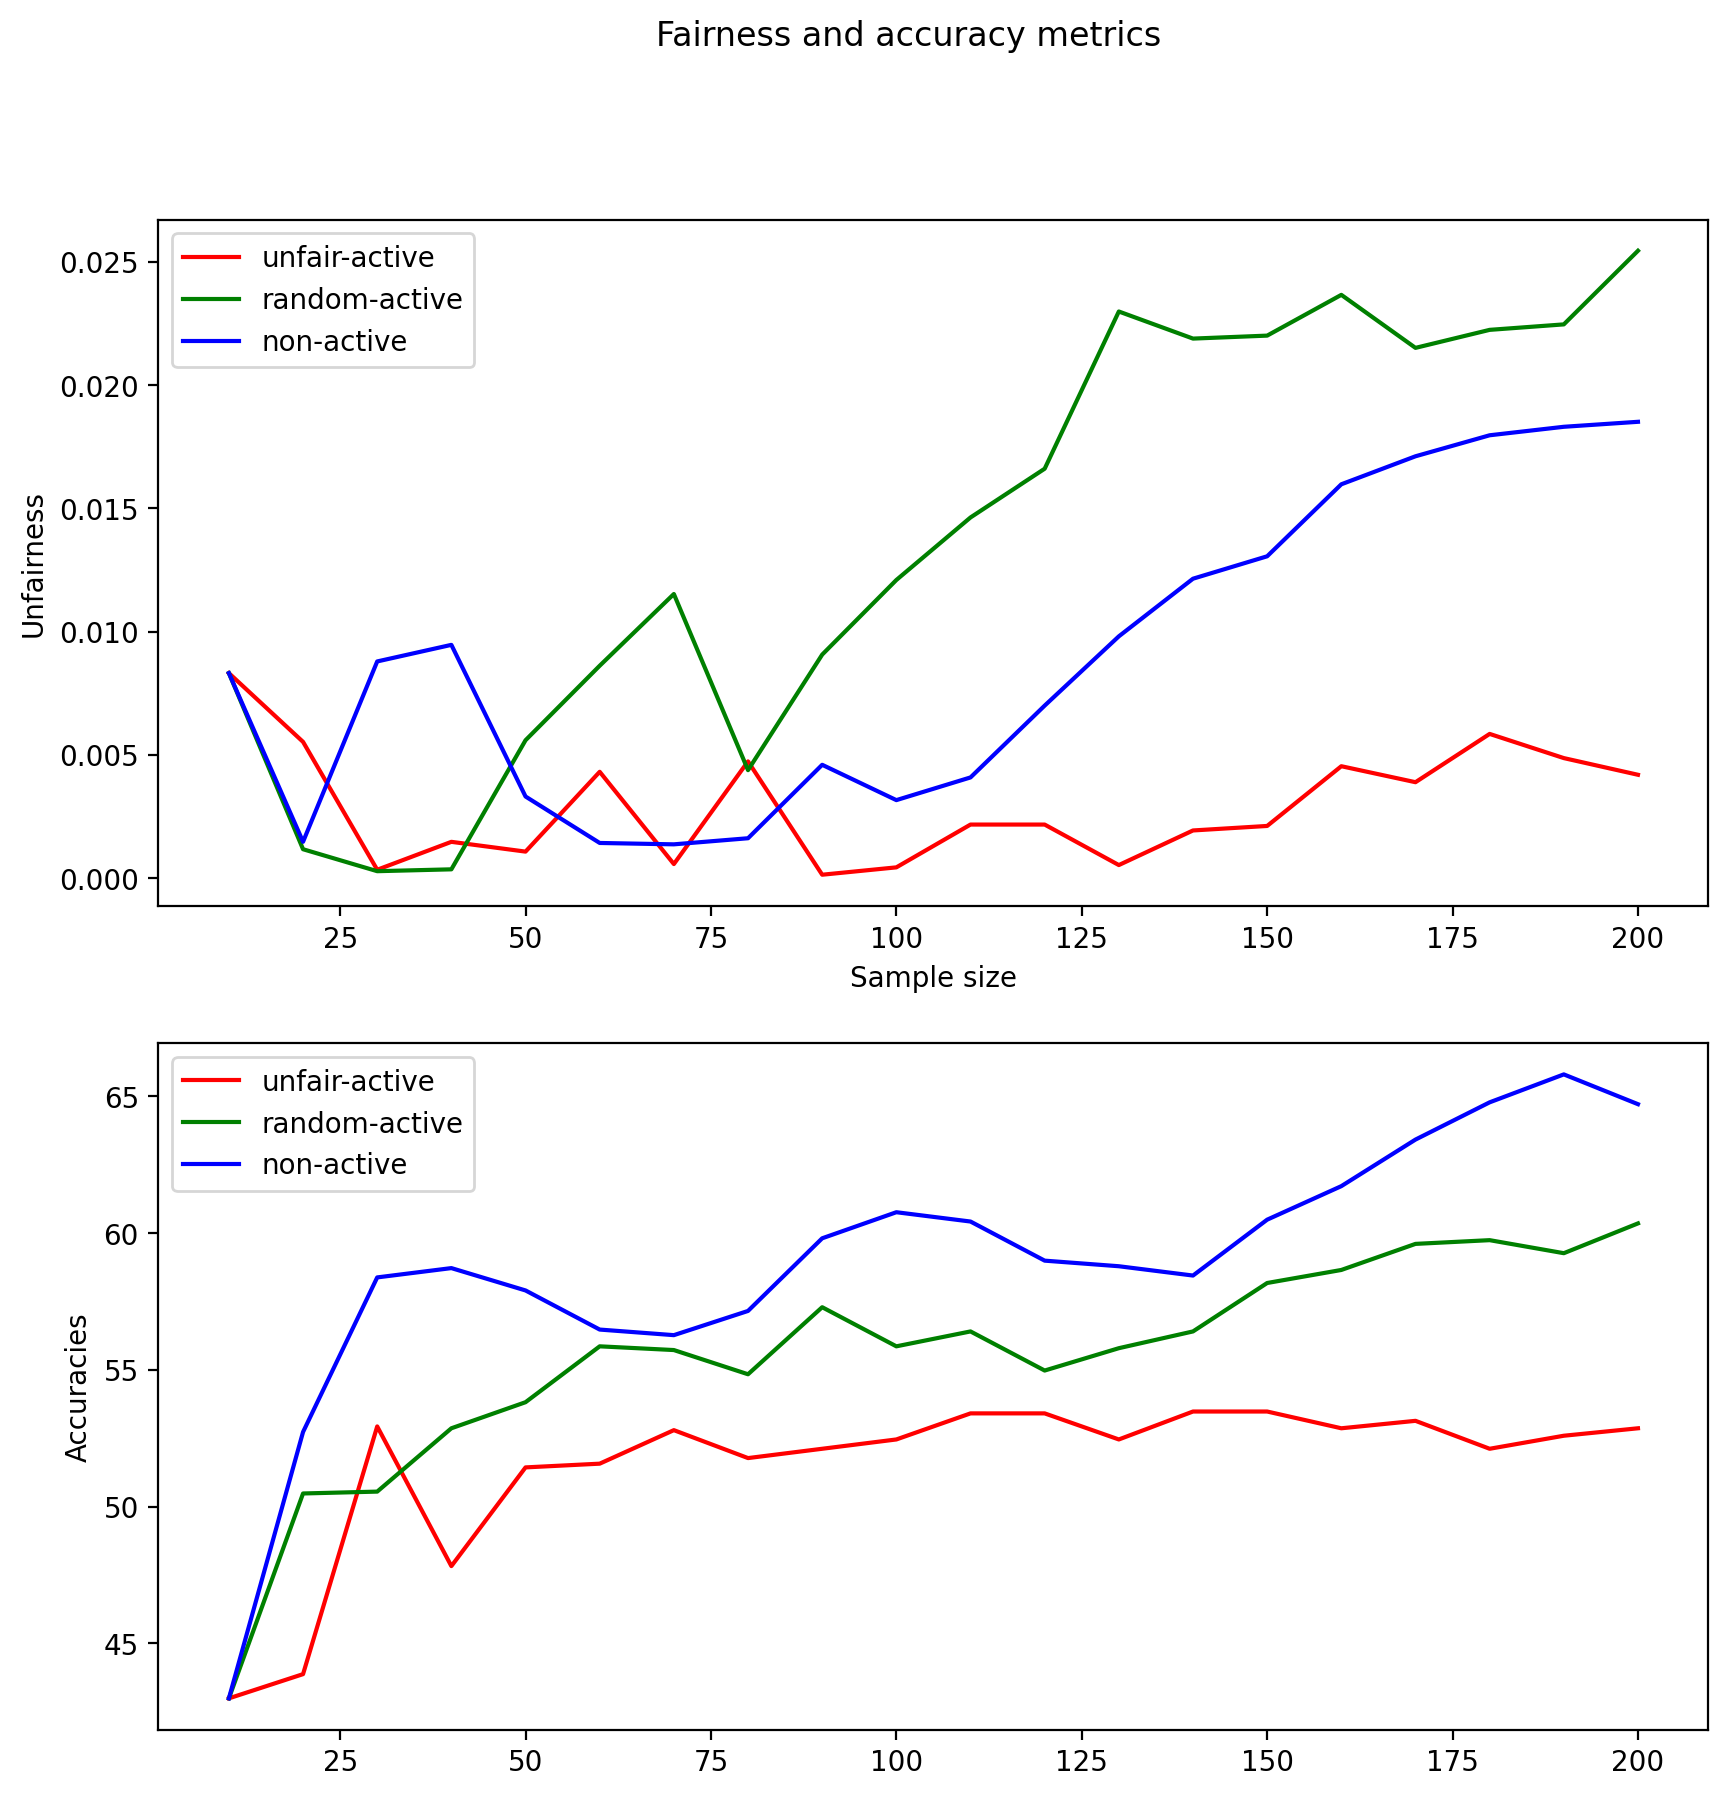 Fairness and accuracy metrics
unfair-active
random-active
non-active
0.025
0.020
0.015
0.010
0.005
0.000
Unfairness
25 50 75 100 125 150 175 200
Sample size
unfair-active
random-active
non-active
65
60
55
50
45
Accuracies
25 50 75 100 125 150 175 200